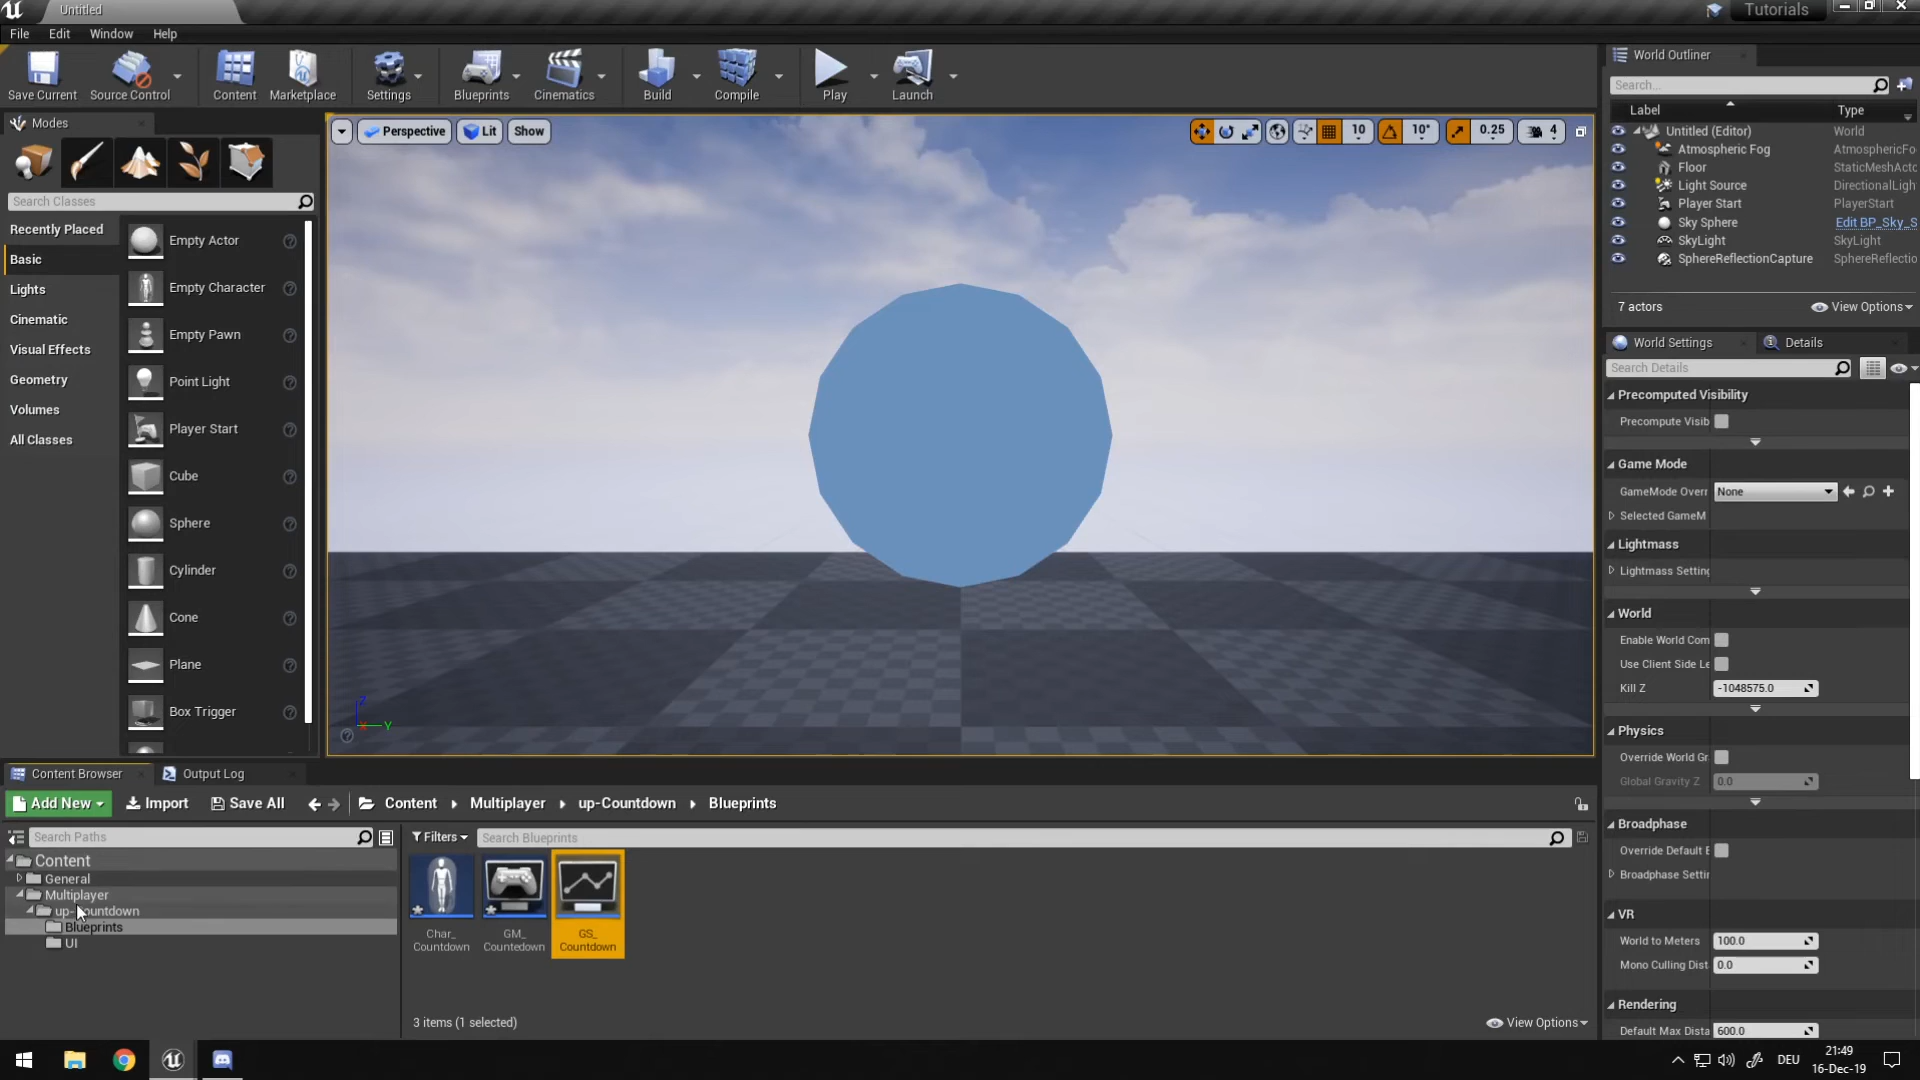 Untitled
Tutorials
File Edit Window Help
Save Current
Source Control
Content
Marketplace
Settings
Blueprints
Cinematics
Build
Compile
Play
Launch
Modes
Search Classes
Recently Placed
Basic
Lights
Cinematic
Visual Effects
Geometry
Volumes
All Classes
Empty Actor
Empty Character
Empty Pawn
Point Light
Player Start
Cube
Sphere
Cylinder
Cone
Plane
Box Trigger
Perspective
Lit
Show
10
10°
0.25
4
Z
X
Y
World Outliner
Search...
Label Type
Untitled (Editor) World
Atmospheric Fog AtmosphericFo
Floor StaticMeshActo
Light Source DirectionalLigh
Player Start PlayerStart
Sky Sphere Edit BP_Sky_S
SkyLight SkyLight
SphereReflectionCapture SphereReflectio
7 actors
View Options
World Settings
Details
Search Details
Precomputed Visibility
Precompute Visib
Game Mode
GameMode Overr None
Selected GameM
Lightmass
Lightmass Setting
World
Enable World Com
Use Client Side Le
Kill Z -1048575.0
Physics
Override World Gr
Global Gravity Z 0.0
Broadphase
Override Default B
Broadphase Settin
VR
World to Meters 100.0
Mono Culling Dist 0.0
Rendering
Default Max Dista 600.0
Content Browser
Output Log
Add New
Import
Save All
Content
Multiplayer
up-Countdown
Blueprints
Search Paths
Filters
Search Blueprints
Content
General
Multiplayer
Blueprints
UI
Char_
Countdown
GM_
Countedown
GS_
Countdown
3 items (1 selected)
View Options
DEU
21:49
16-Dec-19